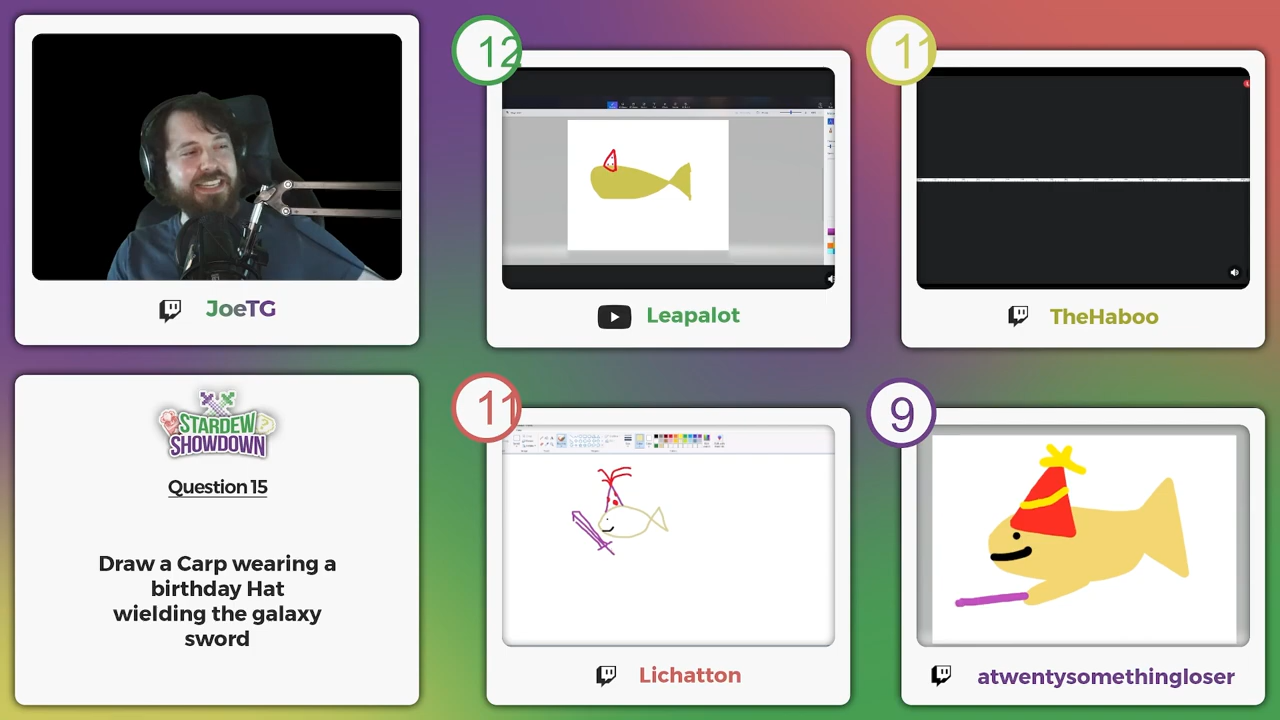 12
11
JoeTG
Leapalot
TheHaboo
STARDEW
SHOWDOWN
Question 15
Draw a Carp wearing a
birthday Hat
wielding the galaxy
sword
11
9
Lichatton
atwentysomethingloser